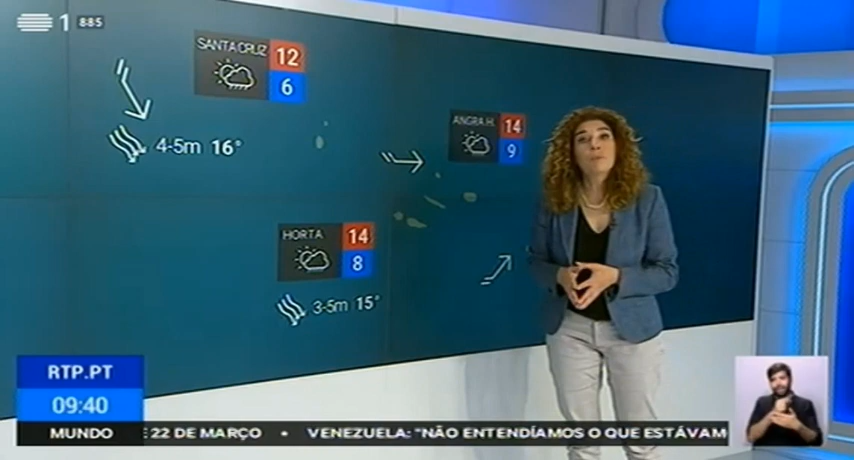 1 885
SANTA CRUZ 12
6
4-5m 16°
ANGRA H. 14
9
HORTA 14
8
3-5m 15°
RTP.PT
09:40
MUNDO E 22 DE MARÇO • VENEZUELA: "NÃO ENTENDÍAMOS O QUE ESTÁVAM